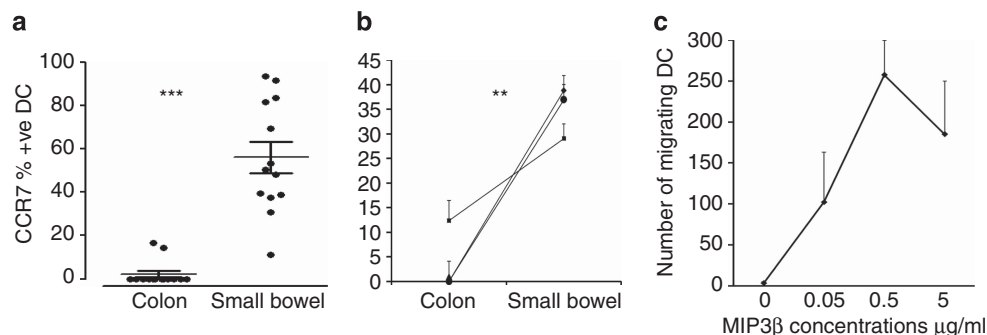 a
CCR7 % +ve DC
100
80
60
40
20
0
***
Colon Small bowel
b
45
40
35
30
25
20
15
10
5
0
**
Colon Small bowel
c
Number of migrating DC
300
250
200
150
100
50
0
0 0.05 0.5 5
MIP3β concentrations µg/ml